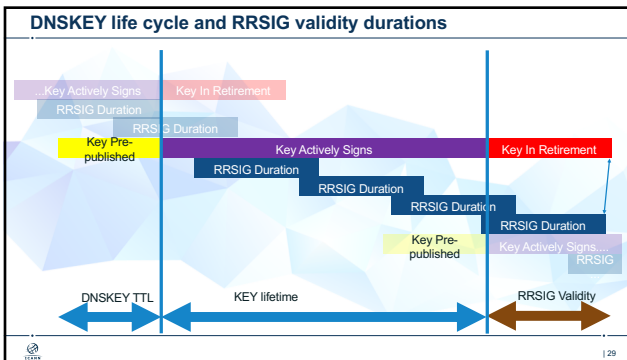 DNSKEY life cycle and RRSIG validity durations
...Key Actively Signs
Key In Retirement
RRSIG Duration
RRSIG Duration
Key Pre-
published
Key Actively Signs
Key In Retirement
RRSIG Duration
RRSIG Duration
RRSIG Duration
RRSIG Duration
Key Pre-
published
Key Actively Signs....
RRSIG
DNSKEY TTL
KEY lifetime
RRSIG Validity
ICANN
| 29